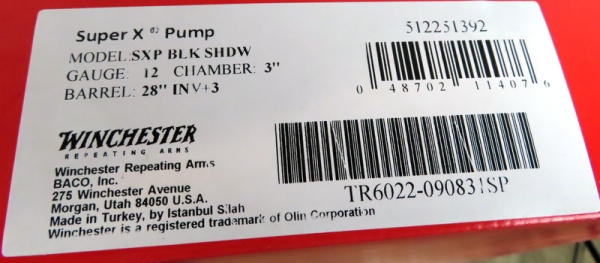 Super X ® Pump
MODEL:SXP BLK SHDW
GAUGE: 12 CHAMBER: 3"
BARREL: 28" INV+3
512251392
0 48702 11407 6
WINCHESTER
REPEATING ARMS
Winchester Repeating Arms
BACO, Inc.
275 Winchester Avenue
Morgan, Utah 84050 U.S.A.
Made in Turkey, by Istanbul Silah
Winchester is a registered trademark of Olin Corporation
TR6022-090831SP